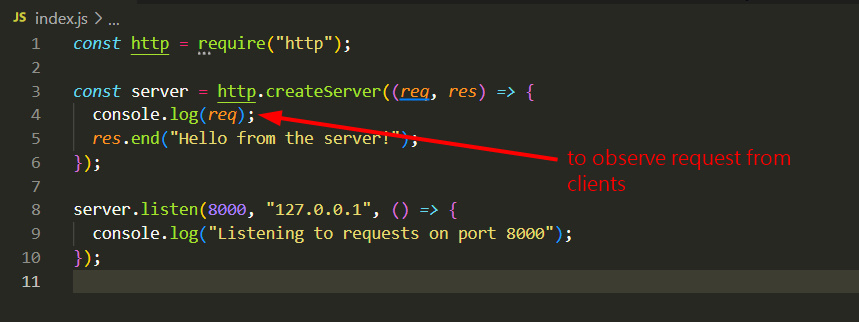 JS index.js > ...
1 const http = require("http");
2
3 const server = http.createServer((req, res) => {
4 console.log(req);
5 res.end("Hello from the server!");
6 });
7
8 server.listen(8000, "127.0.0.1", () => {
9 console.log("Listening to requests on port 8000");
10 });
11
to observe request from
clients